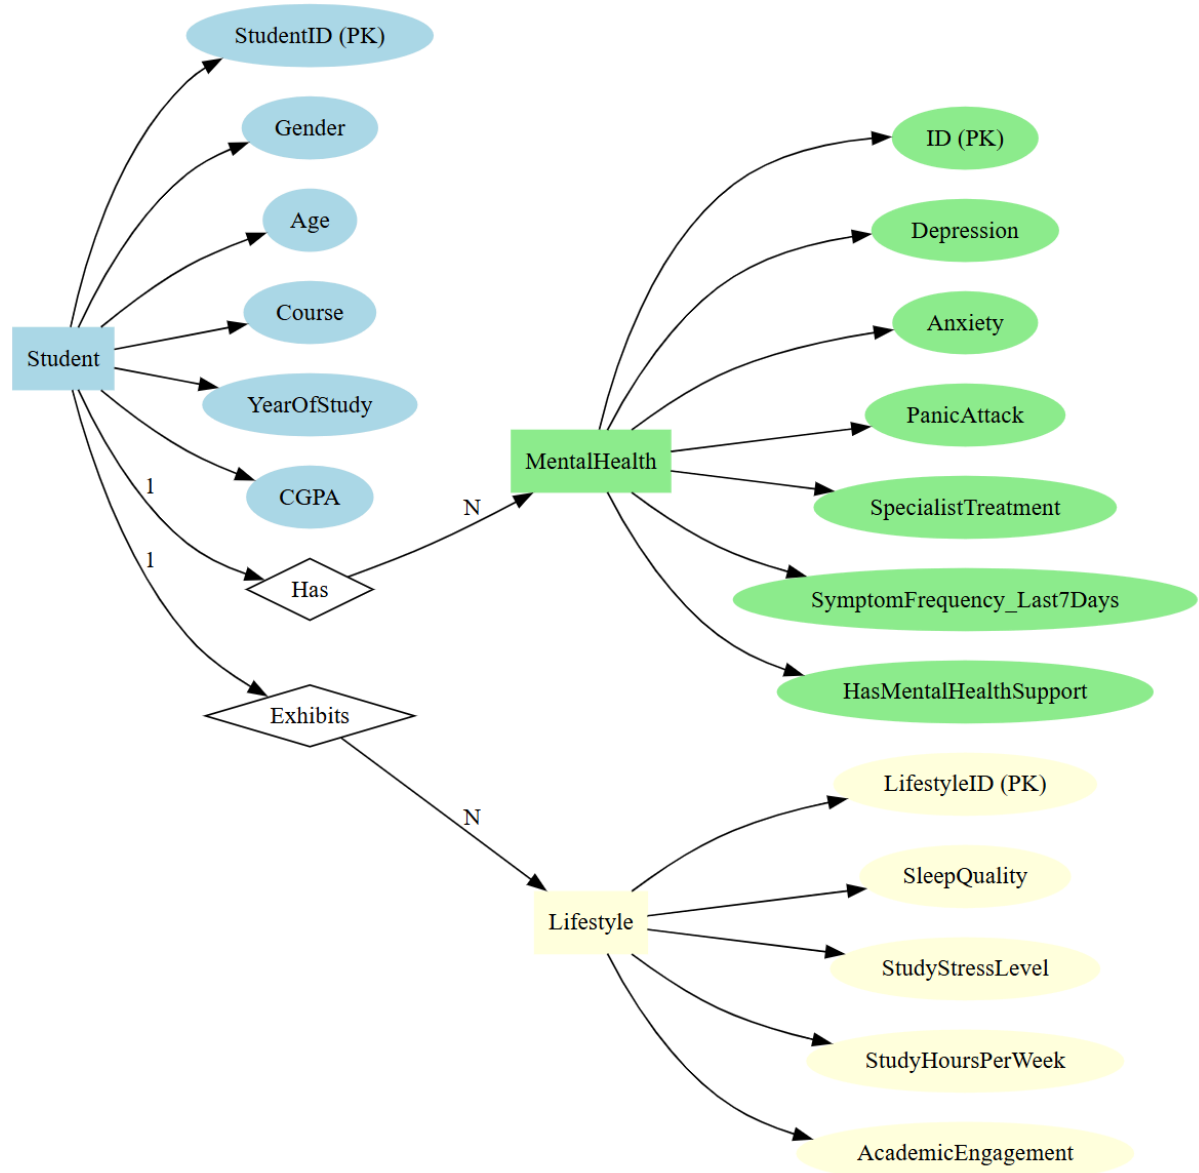 StudentID (PK)
Gender
Age
Course
Student
YearOfStudy
CGPA
1
Has
N
1
Exhibits
N
MentalHealth
ID (PK)
Depression
Anxiety
PanicAttack
SpecialistTreatment
SymptomFrequency_Last7Days
HasMentalHealthSupport
Lifestyle
LifestyleID (PK)
SleepQuality
StudyStressLevel
StudyHoursPerWeek
AcademicEngagement